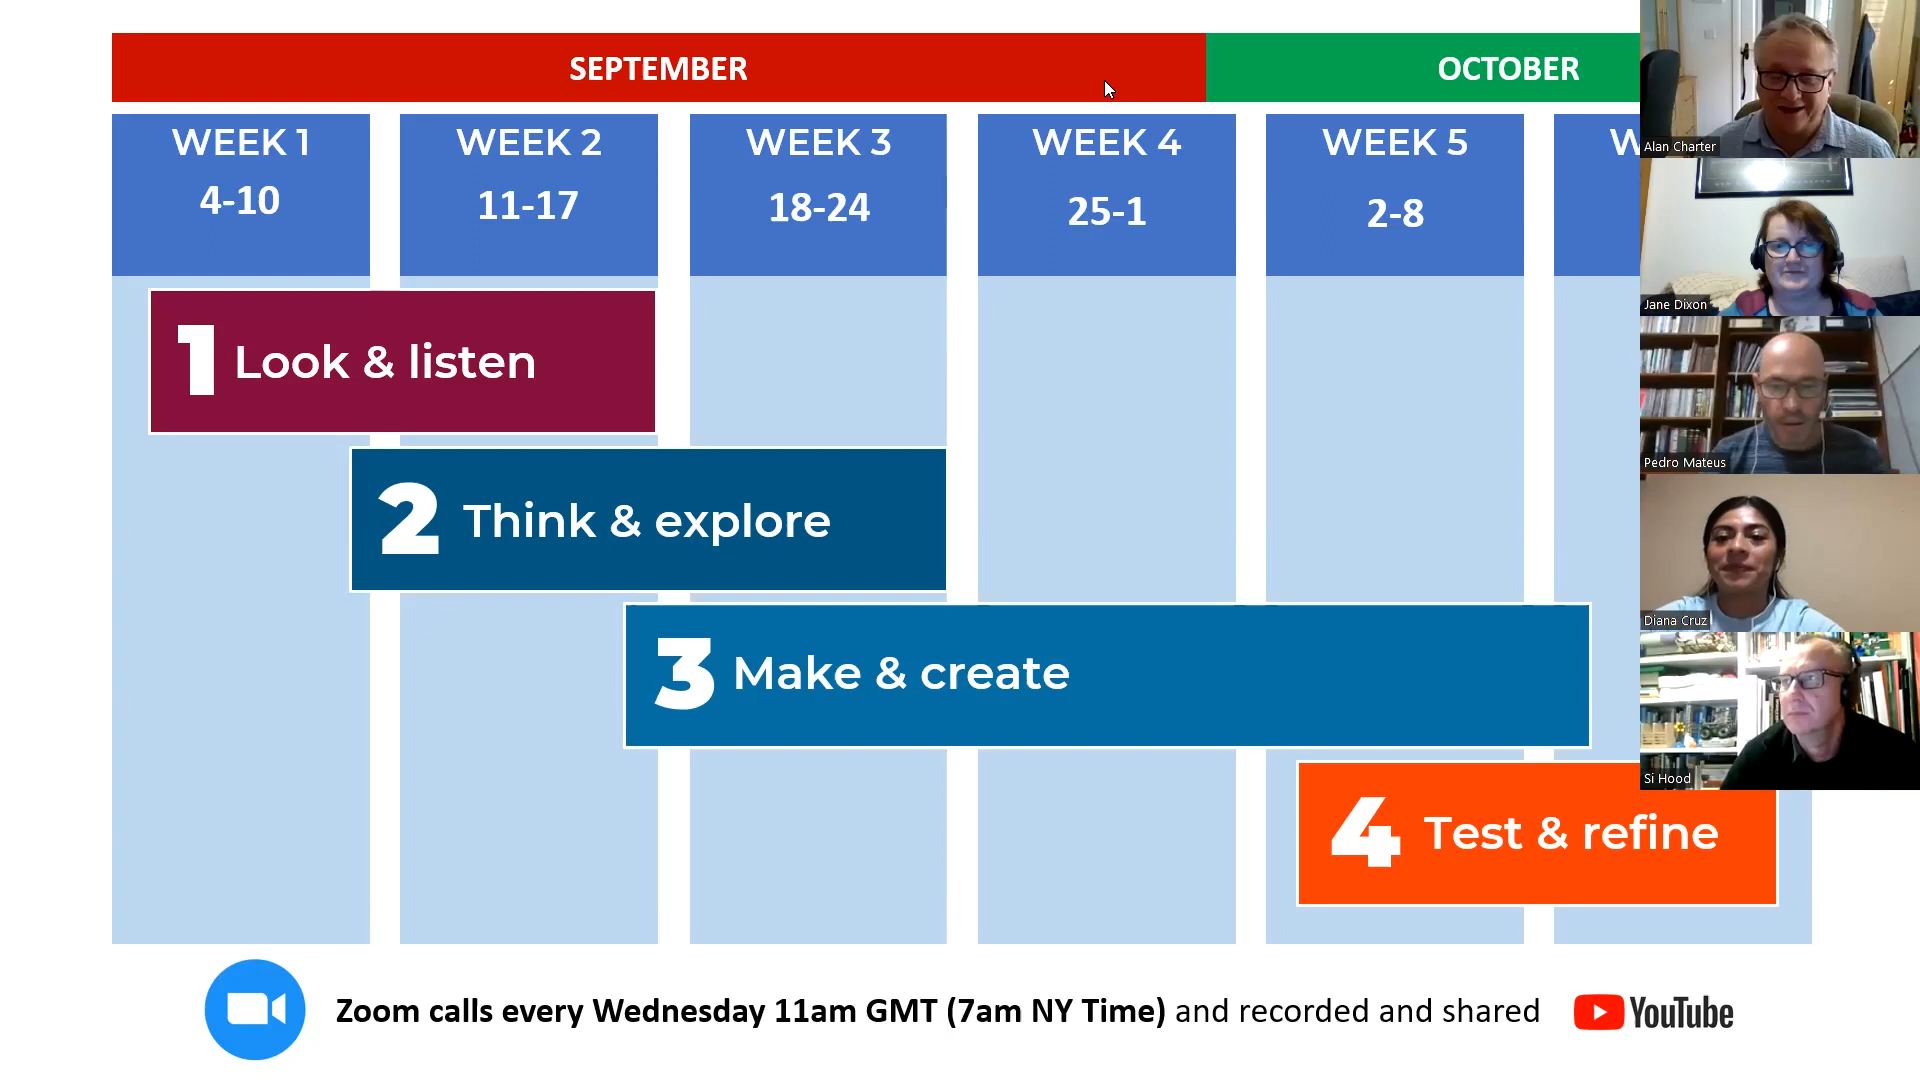 SEPTEMBER
OCTOBER
WEEK 1
WEEK 2
WEEK 3
WEEK 4
WEEK 5
W
4-10
11-17
18-24
25-1
2-8
1 Look & listen
2 Think & explore
3 Make & create
4 Test & refine
Zoom calls every Wednesday 11am GMT (7am NY Time) and recorded and shared
YouTube
Alan Charter
Jane Dixon
Pedro Mateus
Diana Cruz
Si Hood